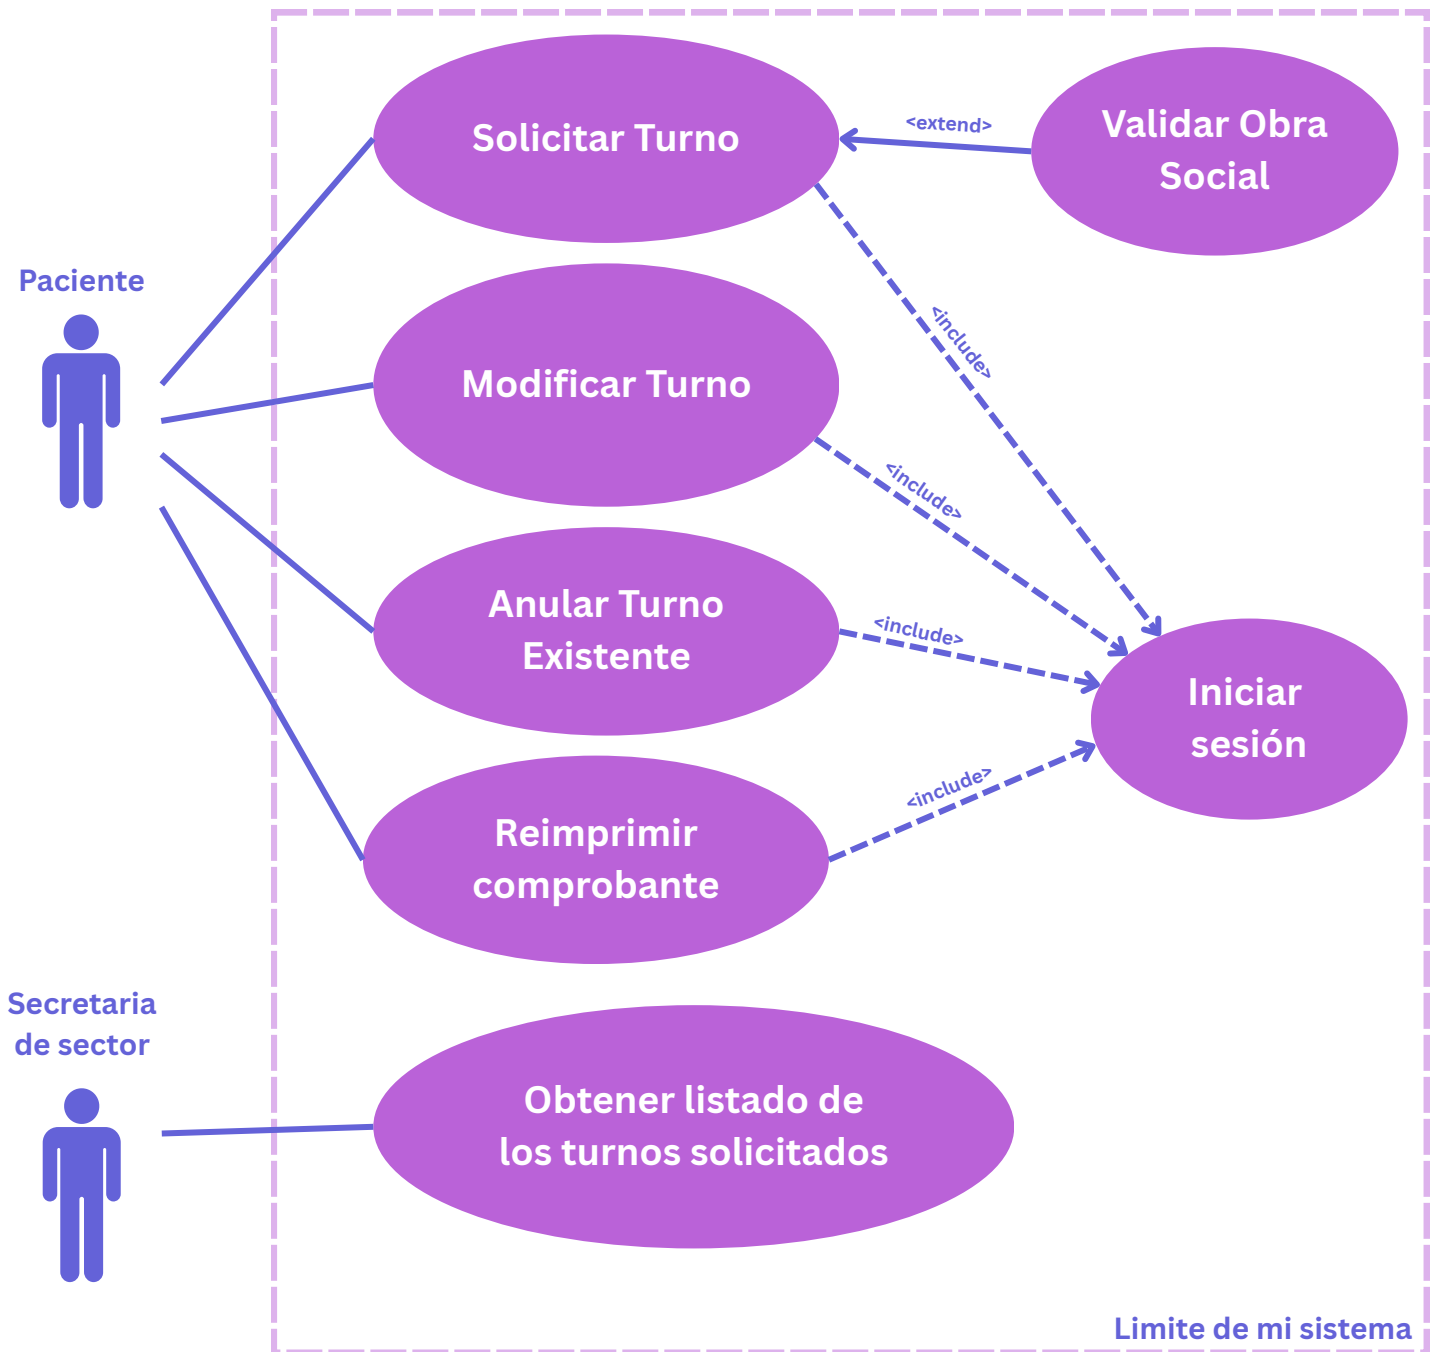 Solicitar Turno
<extend>
Validar Obra
Social
Paciente
<include>
Modificar Turno
<include>
Anular Turno
Existente
<include>
Iniciar
sesión
<include>
Reimprimir
comprobante
Secretaria
de sector
Obtener listado de
los turnos solicitados
Limite de mi sistema